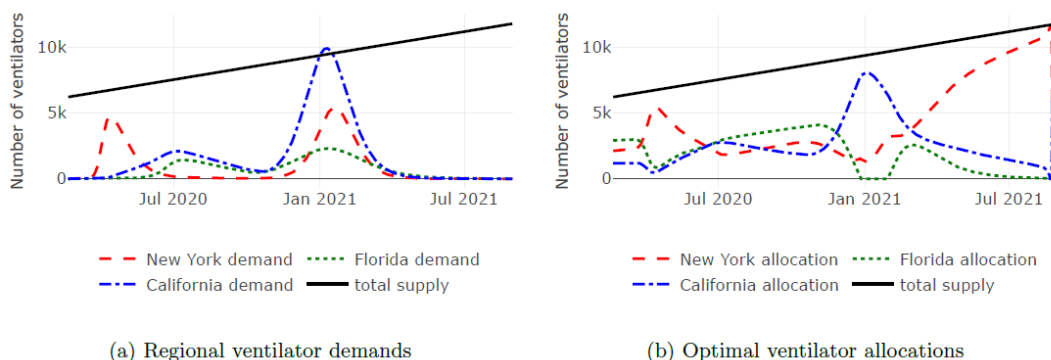 Number of ventilators
10k
5k
0
Jul 2020 Jan 2021 Jul 2021
New York demand Florida demand
California demand total supply
(a) Regional ventilator demands
Number of ventilators
10k
5k
0
Jul 2020 Jan 2021 Jul 2021
New York allocation Florida allocation
California allocation total supply
(b) Optimal ventilator allocations